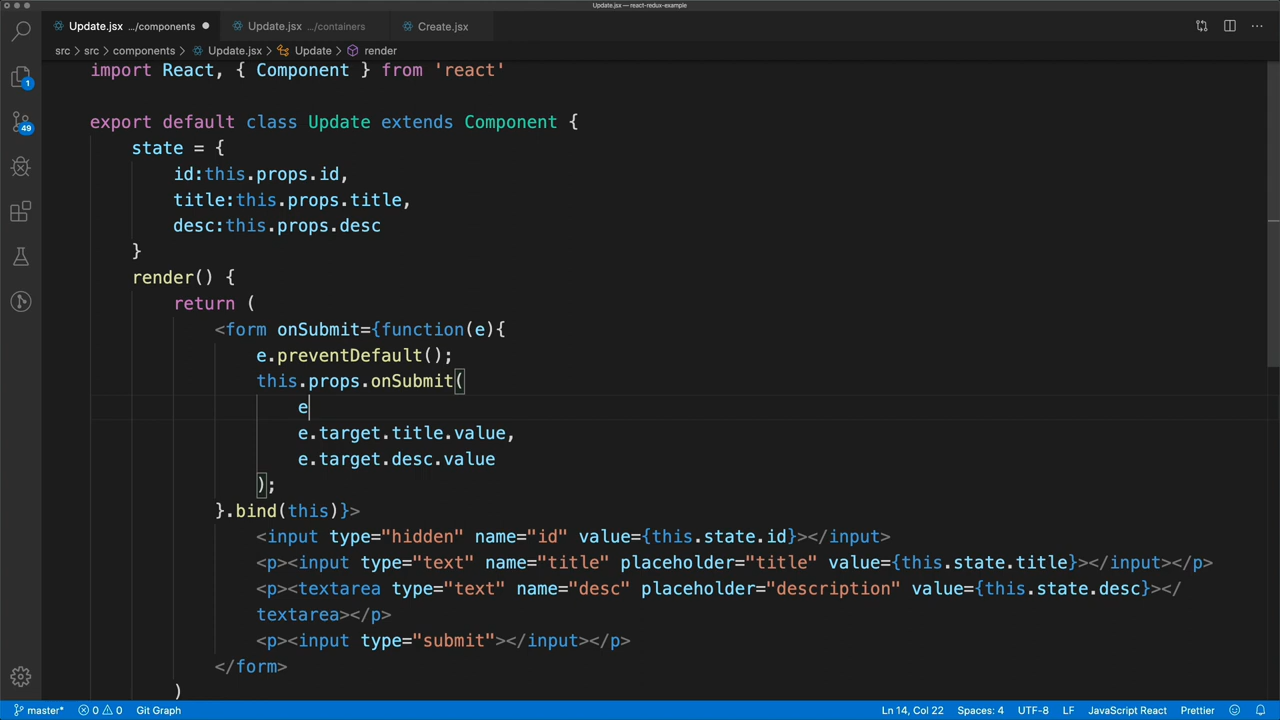 Update.jsx — react-redux-example
Update.jsx .../components
Update.jsx .../containers
Create.jsx
src > src > components > Update.jsx > Update > render
1
49
import React, { Component } from 'react'
export default class Update extends Component {
state = {
id:this.props.id,
title:this.props.title,
desc:this.props.desc
}
render() {
return (
<form onSubmit={function(e){
e.preventDefault();
this.props.onSubmit(
e
e.target.title.value,
e.target.desc.value
);
}.bind(this)}>
<input type="hidden" name="id" value={this.state.id}></input>
<p><input type="text" name="title" placeholder="title" value={this.state.title}></input></p>
<p><textarea type="text" name="desc" placeholder="description" value={this.state.desc}></
textarea></p>
<p><input type="submit"></input></p>
</form>
)
master* 0 0 Git Graph Ln 14, Col 22 Spaces: 4 UTF-8 LF JavaScript React Prettier